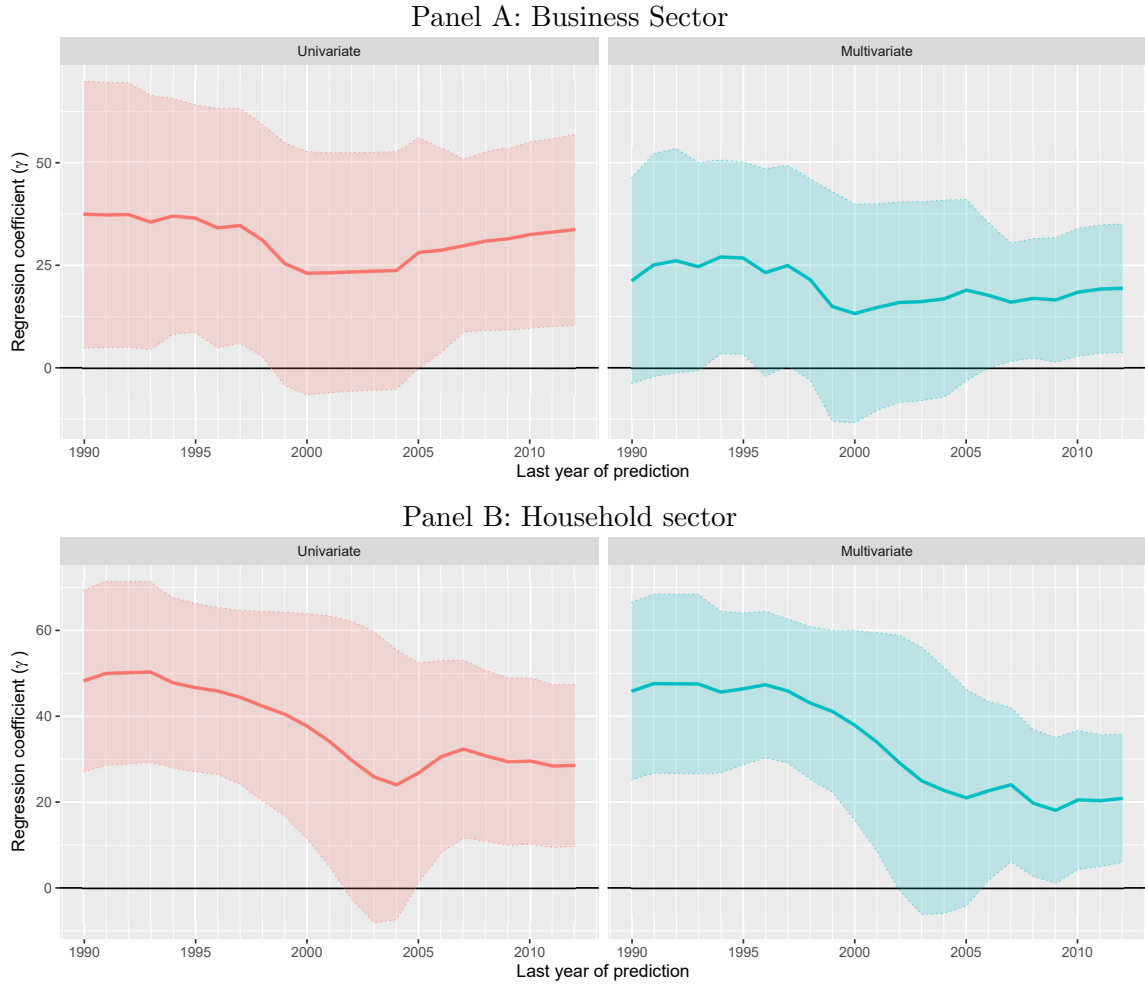 Panel A: Business Sector
Univariate
Multivariate
Regression coefficient (γ)
50
25
0
1990 1995 2000 2005 2010
1990 1995 2000 2005 2010
Last year of prediction
Panel B: Household sector
Univariate
Multivariate
Regression coefficient (γ)
60
40
20
0
1990 1995 2000 2005 2010
1990 1995 2000 2005 2010
Last year of prediction